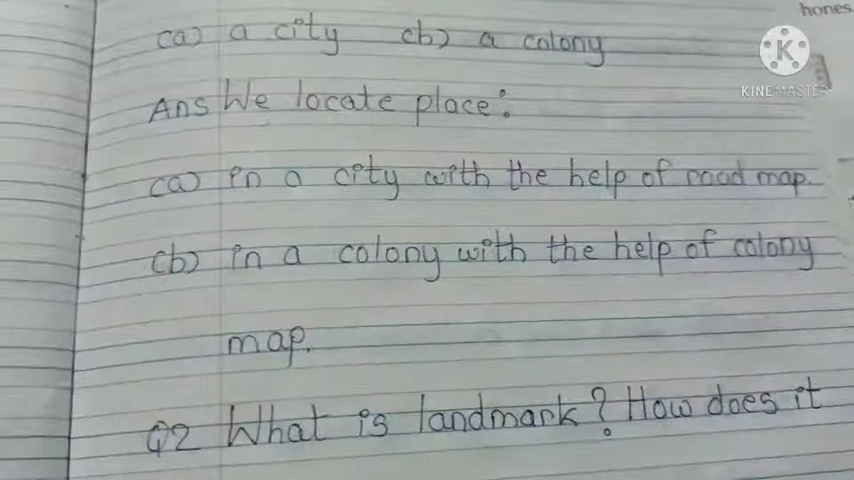 hones
(a) a city (b) a colony
KINEMASTER
Ans We locate place:
(a) in a city with the help of road map.
(b) in a colony with the help of colony
map.
Q2 What is landmark? How does it